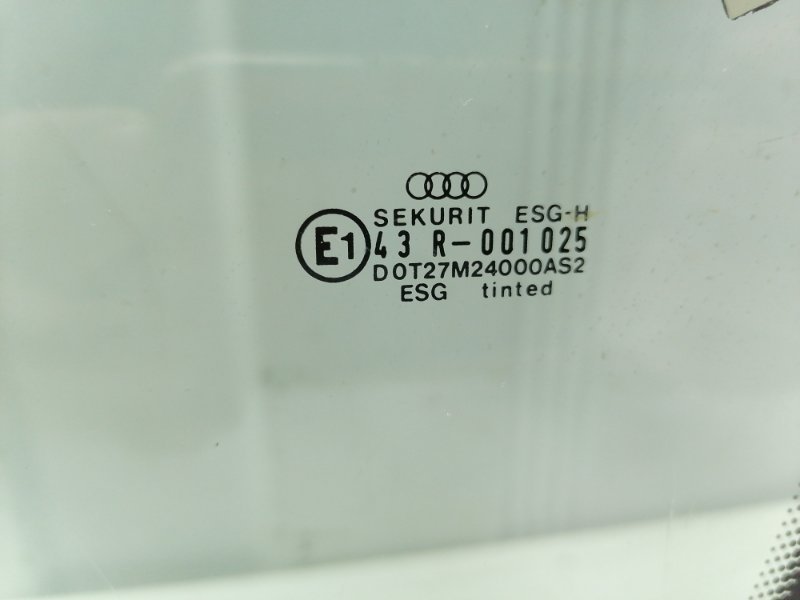 SEKURIT ESG-H
E1 43 R-001025
DOT27M24000AS2
ESG tinted